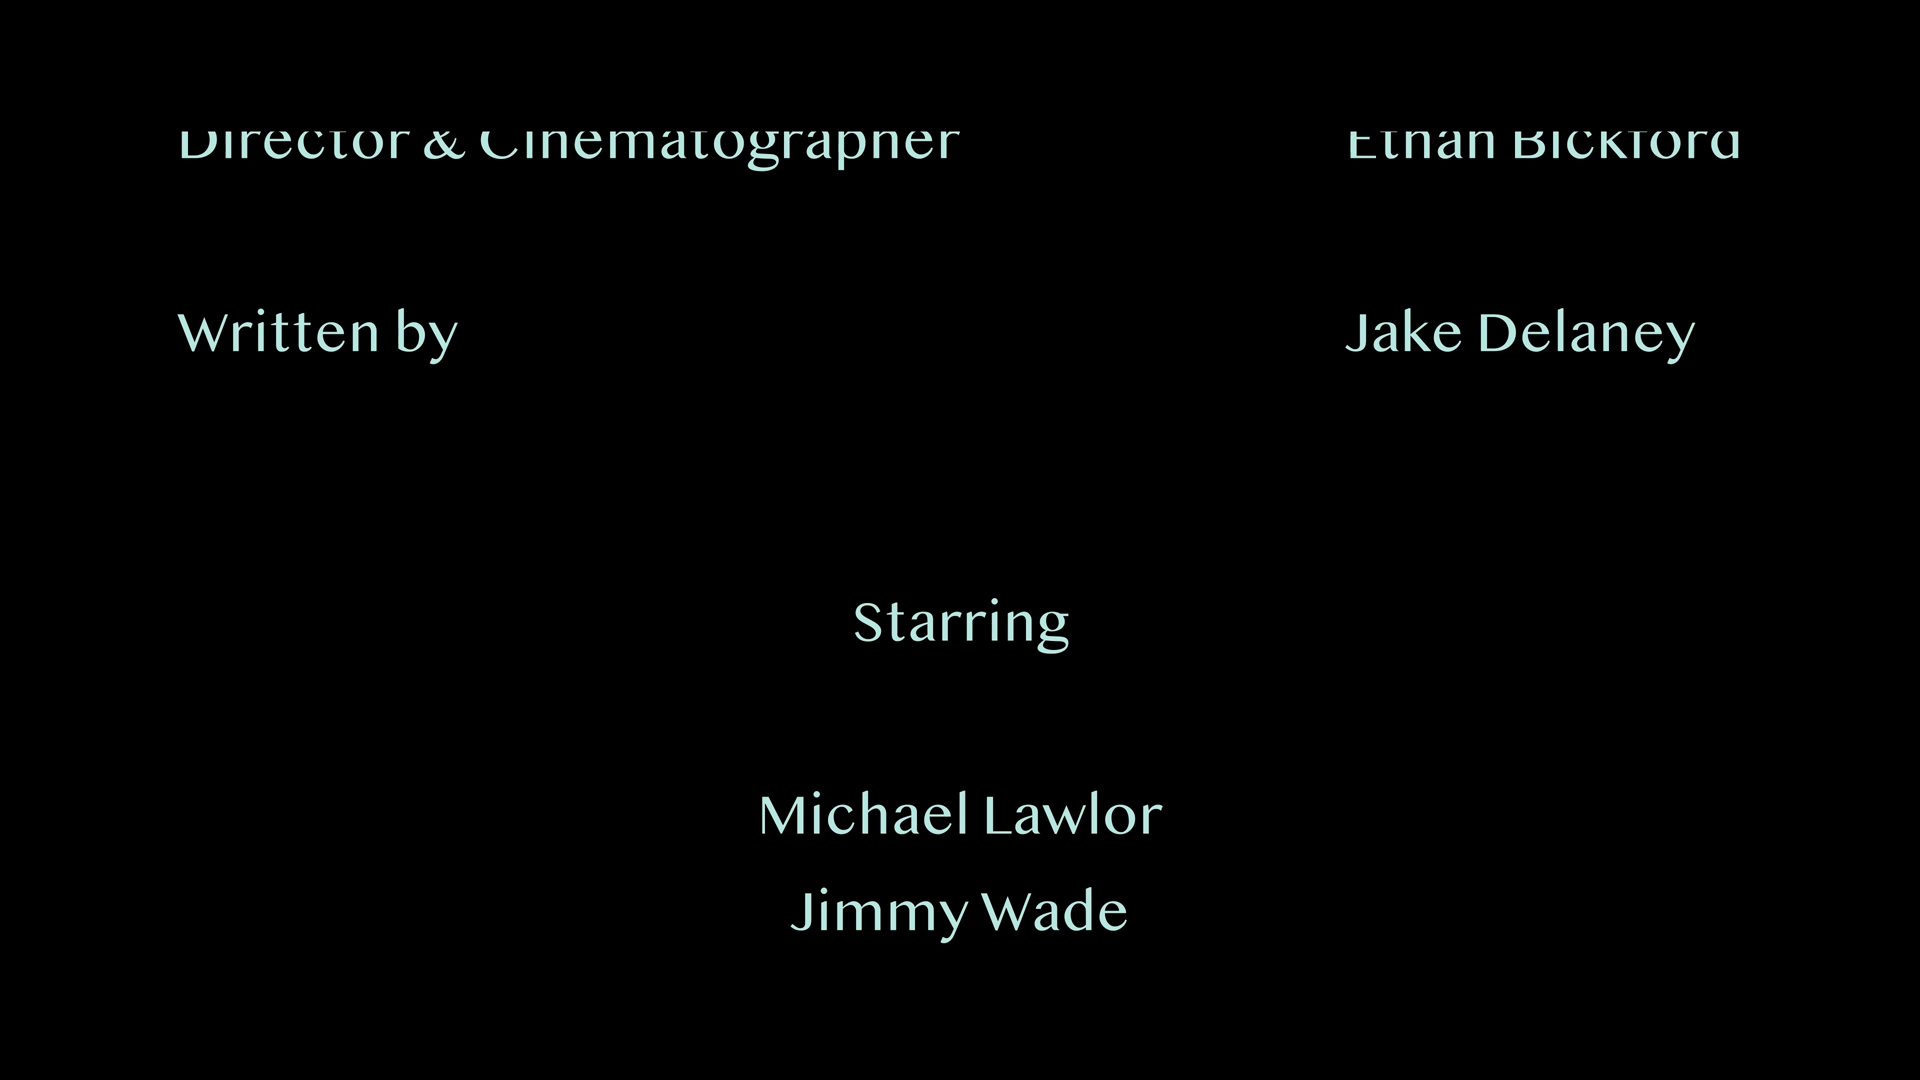 Director & Cinematographer Ethan Bickford
Written by Jake Delaney
Starring
Michael Lawlor
Jimmy Wade